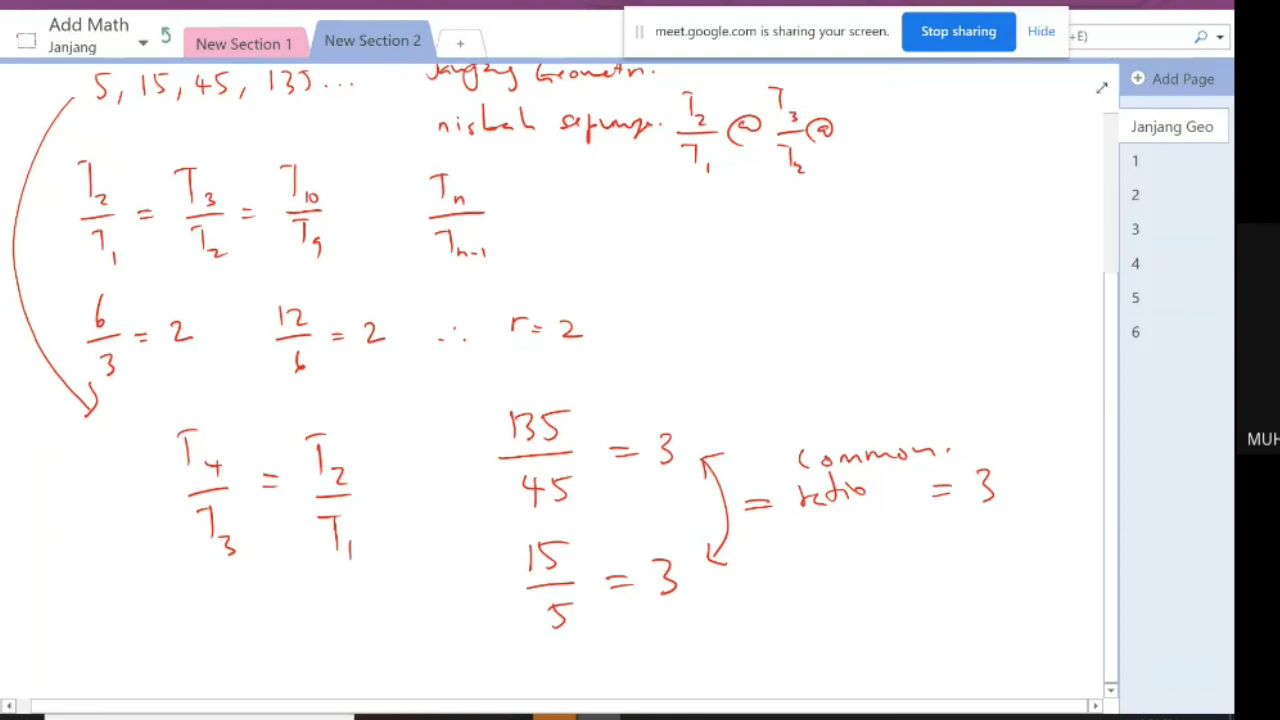 Add Math
Janjang
New Section 1
New Section 2
+
meet.google.com is sharing your screen.
Stop sharing
Hide
+E)
Add Page
Janjang Geo
1
2
3
4
5
6
MUH
5, 15, 45, 135...
Janjang Geometri.
nisbah sepunya. T2/T1 @ T3/T2 @
T2/T1 = T3/T2 = T10/T9
Tn/Tn-1
6/3 = 2 12/6 = 2 ∴ r = 2
T4/T3 = T2/T1
135/45 = 3
15/5 = 3
= common. ratio = 3